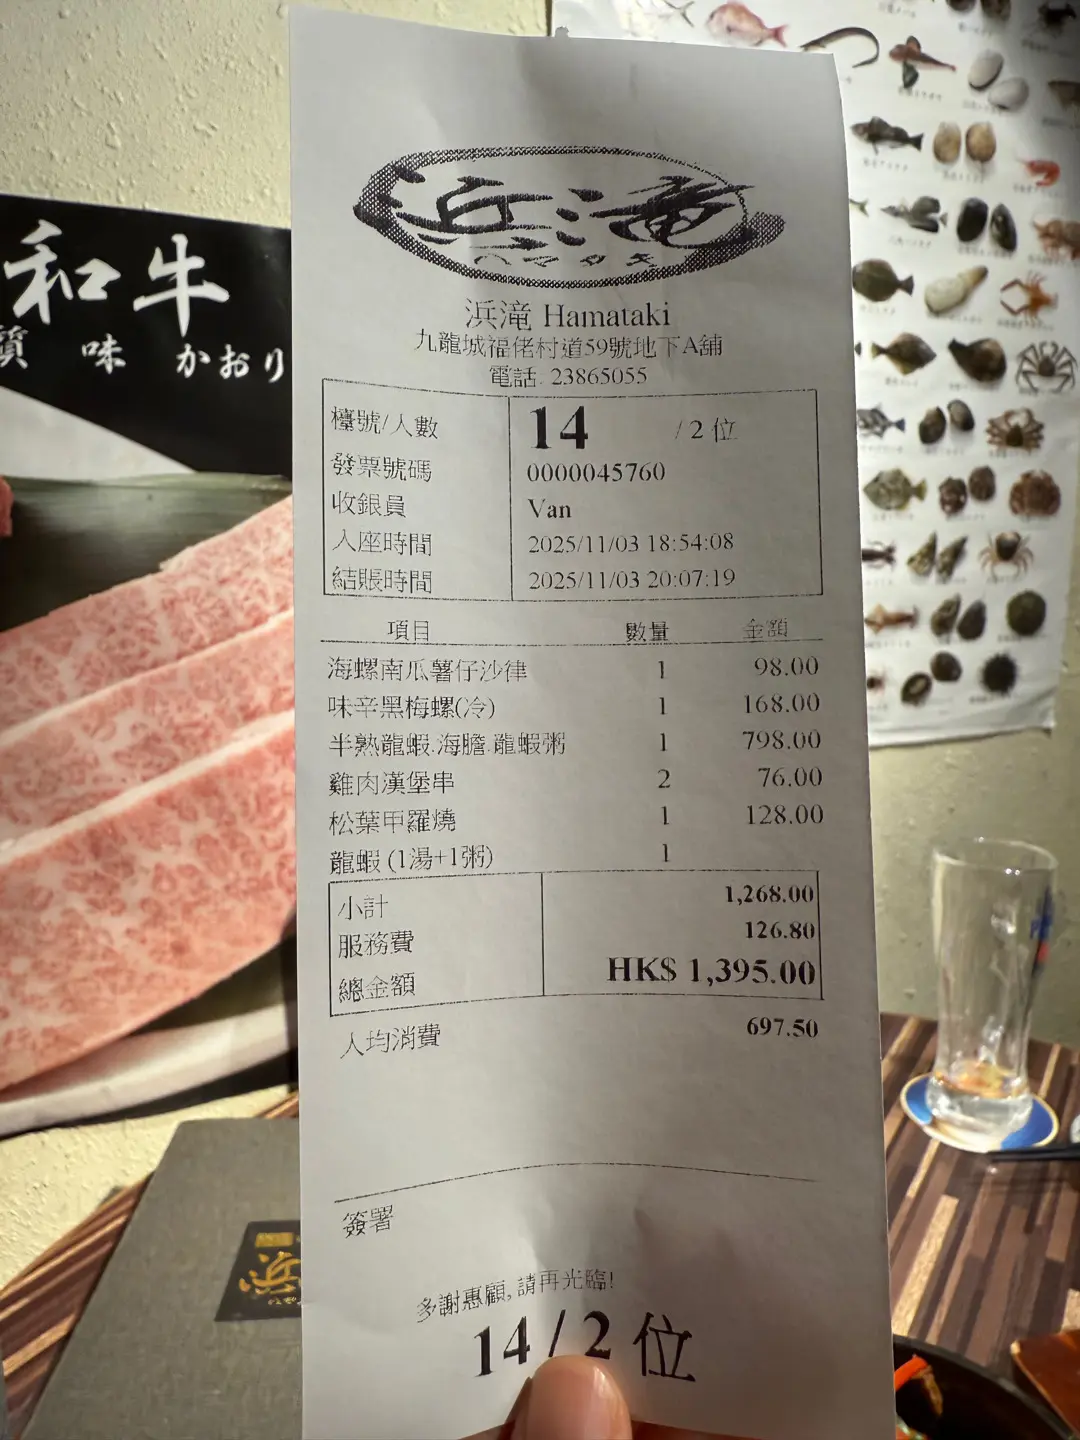 和牛
質 味 かおり
浜滝
ハマタキ
浜滝 Hamataki
九龍城福佬村道59號地下A舖
電話: 23865055
檯號/人數 14 /2 位
發票號碼 0000045760
收銀員 Van
入座時間 2025/11/03 18:54:08
結賬時間 2025/11/03 20:07:19
項目 數量 金額
海螺南瓜薯仔沙律 1 98.00
味辛黑梅螺(冷) 1 168.00
半熟龍蝦.海膽.龍蝦粥 1 798.00
雞肉漢堡串 2 76.00
松葉甲羅燒 1 128.00
龍蝦 (1湯+1粥) 1
小計 1,268.00
服務費 126.80
總金額 HK$ 1,395.00
人均消費 697.50
簽署
多謝惠顧, 請再光臨!
14 / 2 位